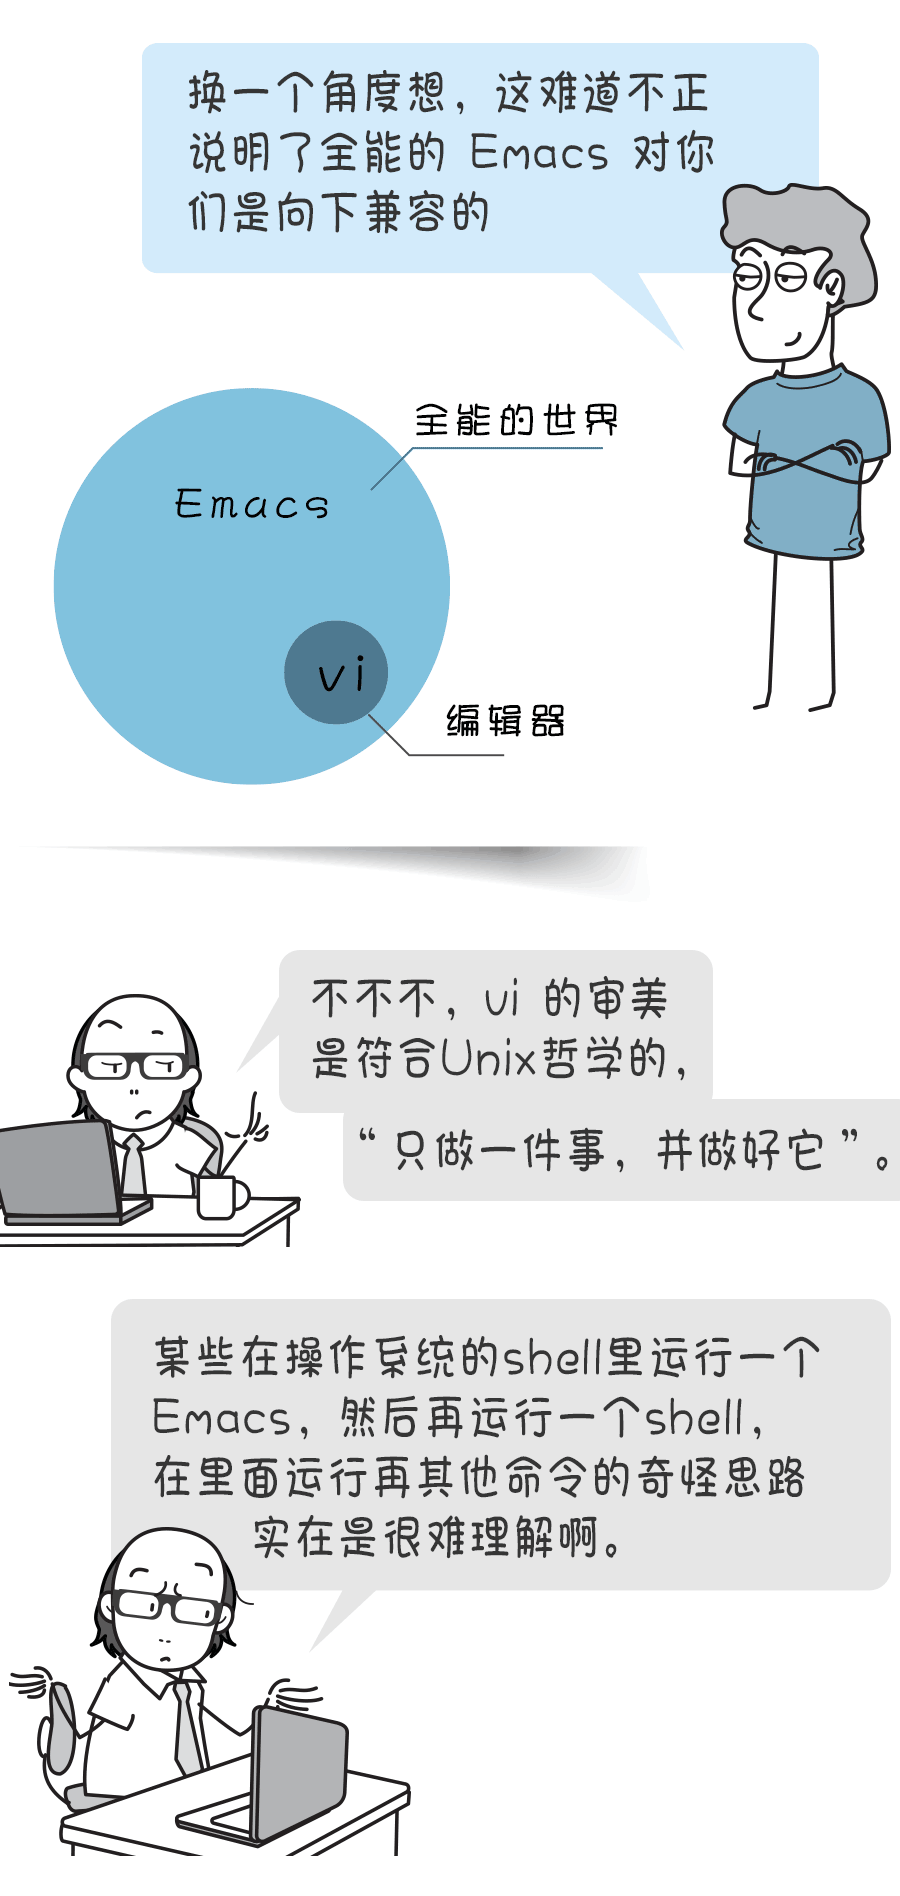 换一个角度想，这难道不正
说明了全能的 Emacs 对你
们是向下兼容的
全能的世界
Emacs
vi
编辑器
不不不，vi 的审美
是符合Unix哲学的，
“只做一件事，并做好它”。
某些在操作系统的shell里运行一个
Emacs，然后再运行一个shell，
在里面运行再其他命令的奇怪思路
实在是很难理解啊。